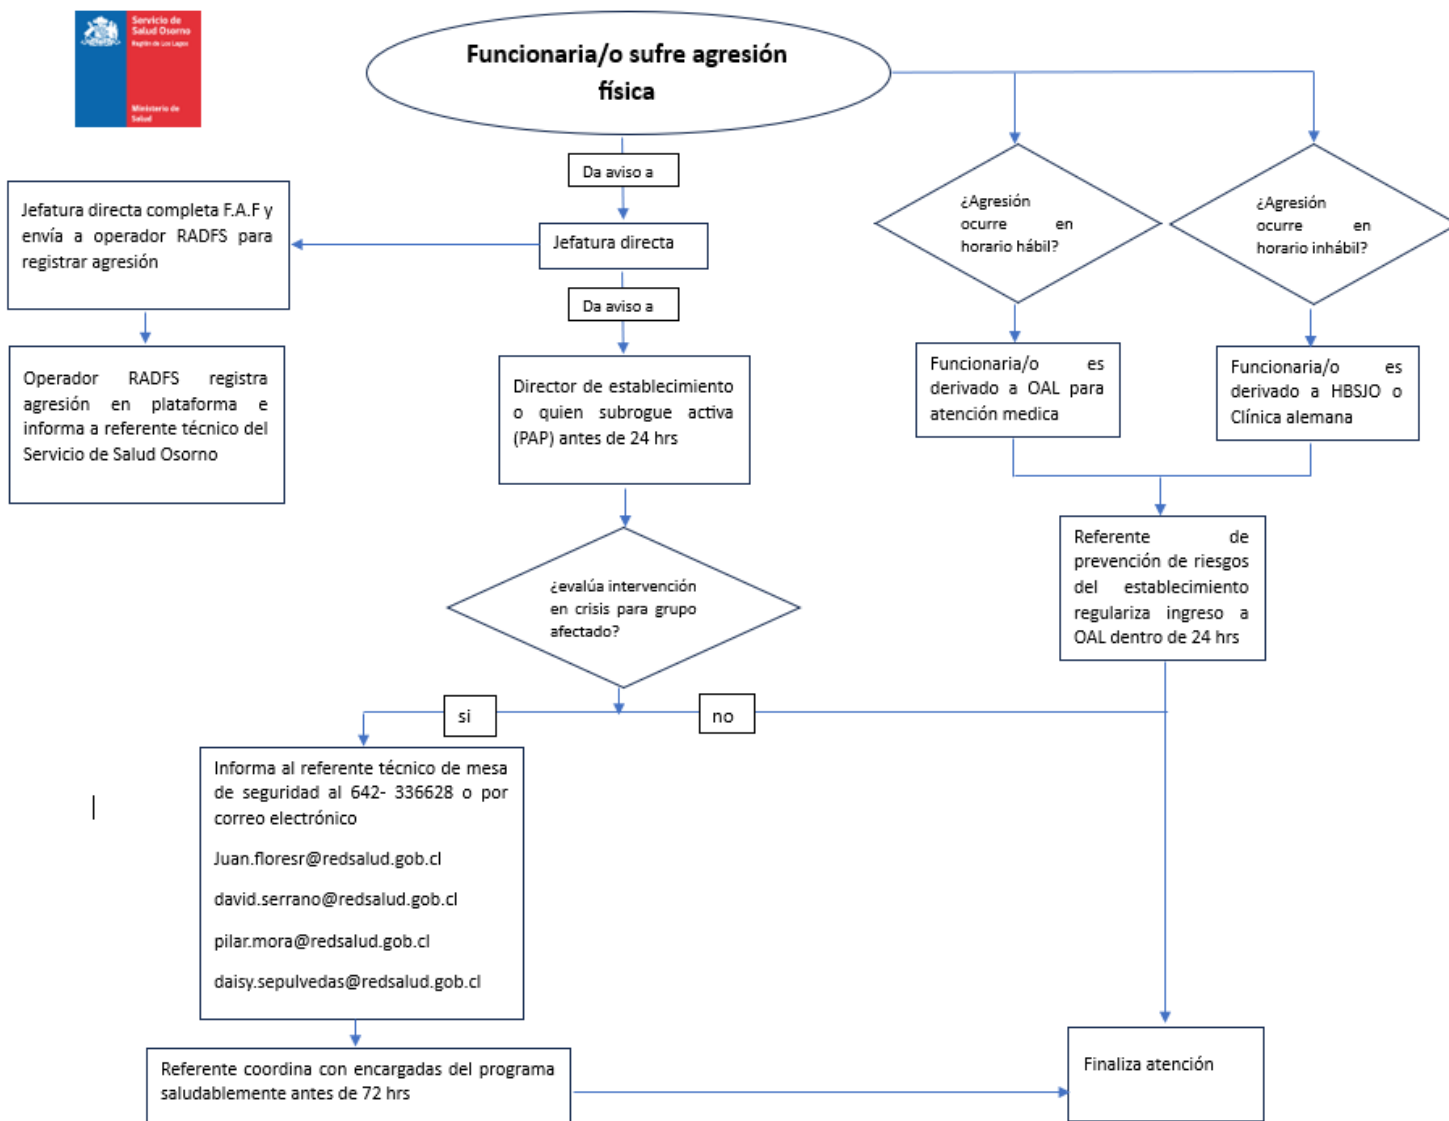 Servicio de
Salud Osorno
Región de Los Lagos
Ministerio de
Salud
Funcionaria/o sufre agresión
física
Da aviso a
Jefatura directa
Da aviso a
Jefatura directa completa F.A.F y
envía a operador RADFS para
registrar agresión
Operador RADFS registra
agresión en plataforma e
informa a referente técnico del
Servicio de Salud Osorno
Director de establecimiento
o quien subrogue activa
(PAP) antes de 24 hrs
¿evalúa intervención
en crisis para grupo
afectado?
si
no
¿Agresión
ocurre en
horario hábil?
¿Agresión
ocurre en
horario inhábil?
Funcionaria/o es
derivado a OAL para
atención medica
Funcionaria/o es
derivado a HBSJO o
Clínica alemana
Referente de
prevención de riesgos
del establecimiento
regulariza ingreso a
OAL dentro de 24 hrs
Informa al referente técnico de mesa
de seguridad al 642- 336628 o por
correo electrónico
Juan.floresr@redsalud.gob.cl
david.serrano@redsalud.gob.cl
pilar.mora@redsalud.gob.cl
daisy.sepulvedas@redsalud.gob.cl
Referente coordina con encargadas del programa
saludablemente antes de 72 hrs
Finaliza atención